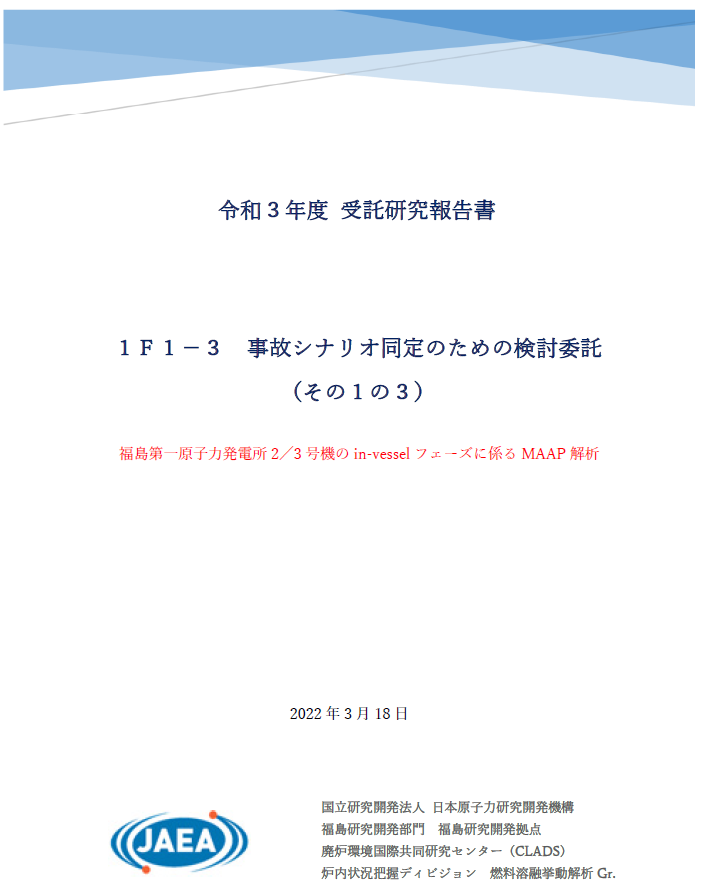 令和３年度 受託研究報告書
１Ｆ１－３　事故シナリオ同定のための検討委託
（その１の３）
福島第一原子力発電所 2／3 号機の in-vessel フェーズに係る MAAP 解析
2022 年 3 月 18 日
JAEA
国立研究開発法人 日本原子力研究開発機構
福島研究開発部門　福島研究開発拠点
廃炉環境国際共同研究センター（CLADS）
炉内状況把握ディビジョン　燃料溶融挙動解析 Gr.